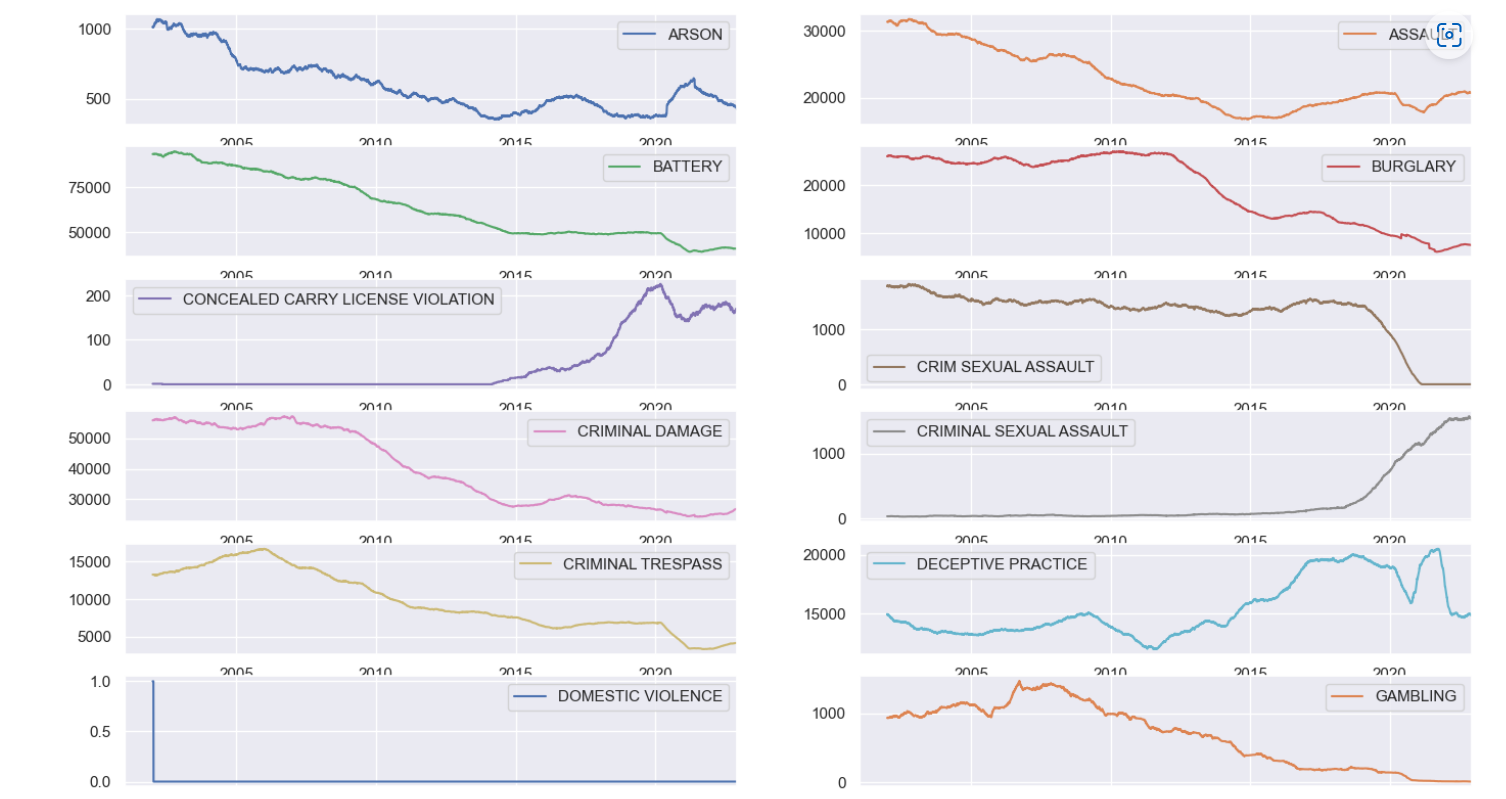 1000
ARSON
500
2005 2010 2015 2020
30000
ASSAULT
20000
2005 2010 2015 2020
BATTERY
75000
50000
2005 2010 2015 2020
BURGLARY
20000
10000
2005 2010 2015 2020
200
CONCEALED CARRY LICENSE VIOLATION
100
0
2005 2010 2015 2020
1000
CRIM SEXUAL ASSAULT
0
2005 2010 2015 2020
CRIMINAL DAMAGE
50000
40000
30000
2005 2010 2015 2020
CRIMINAL SEXUAL ASSAULT
1000
0
2005 2010 2015 2020
15000
CRIMINAL TRESPASS
10000
5000
2005 2010 2015 2020
20000
DECEPTIVE PRACTICE
15000
2005 2010 2015 2020
1.0
DOMESTIC VIOLENCE
0.5
0.0
GAMBLING
1000
0